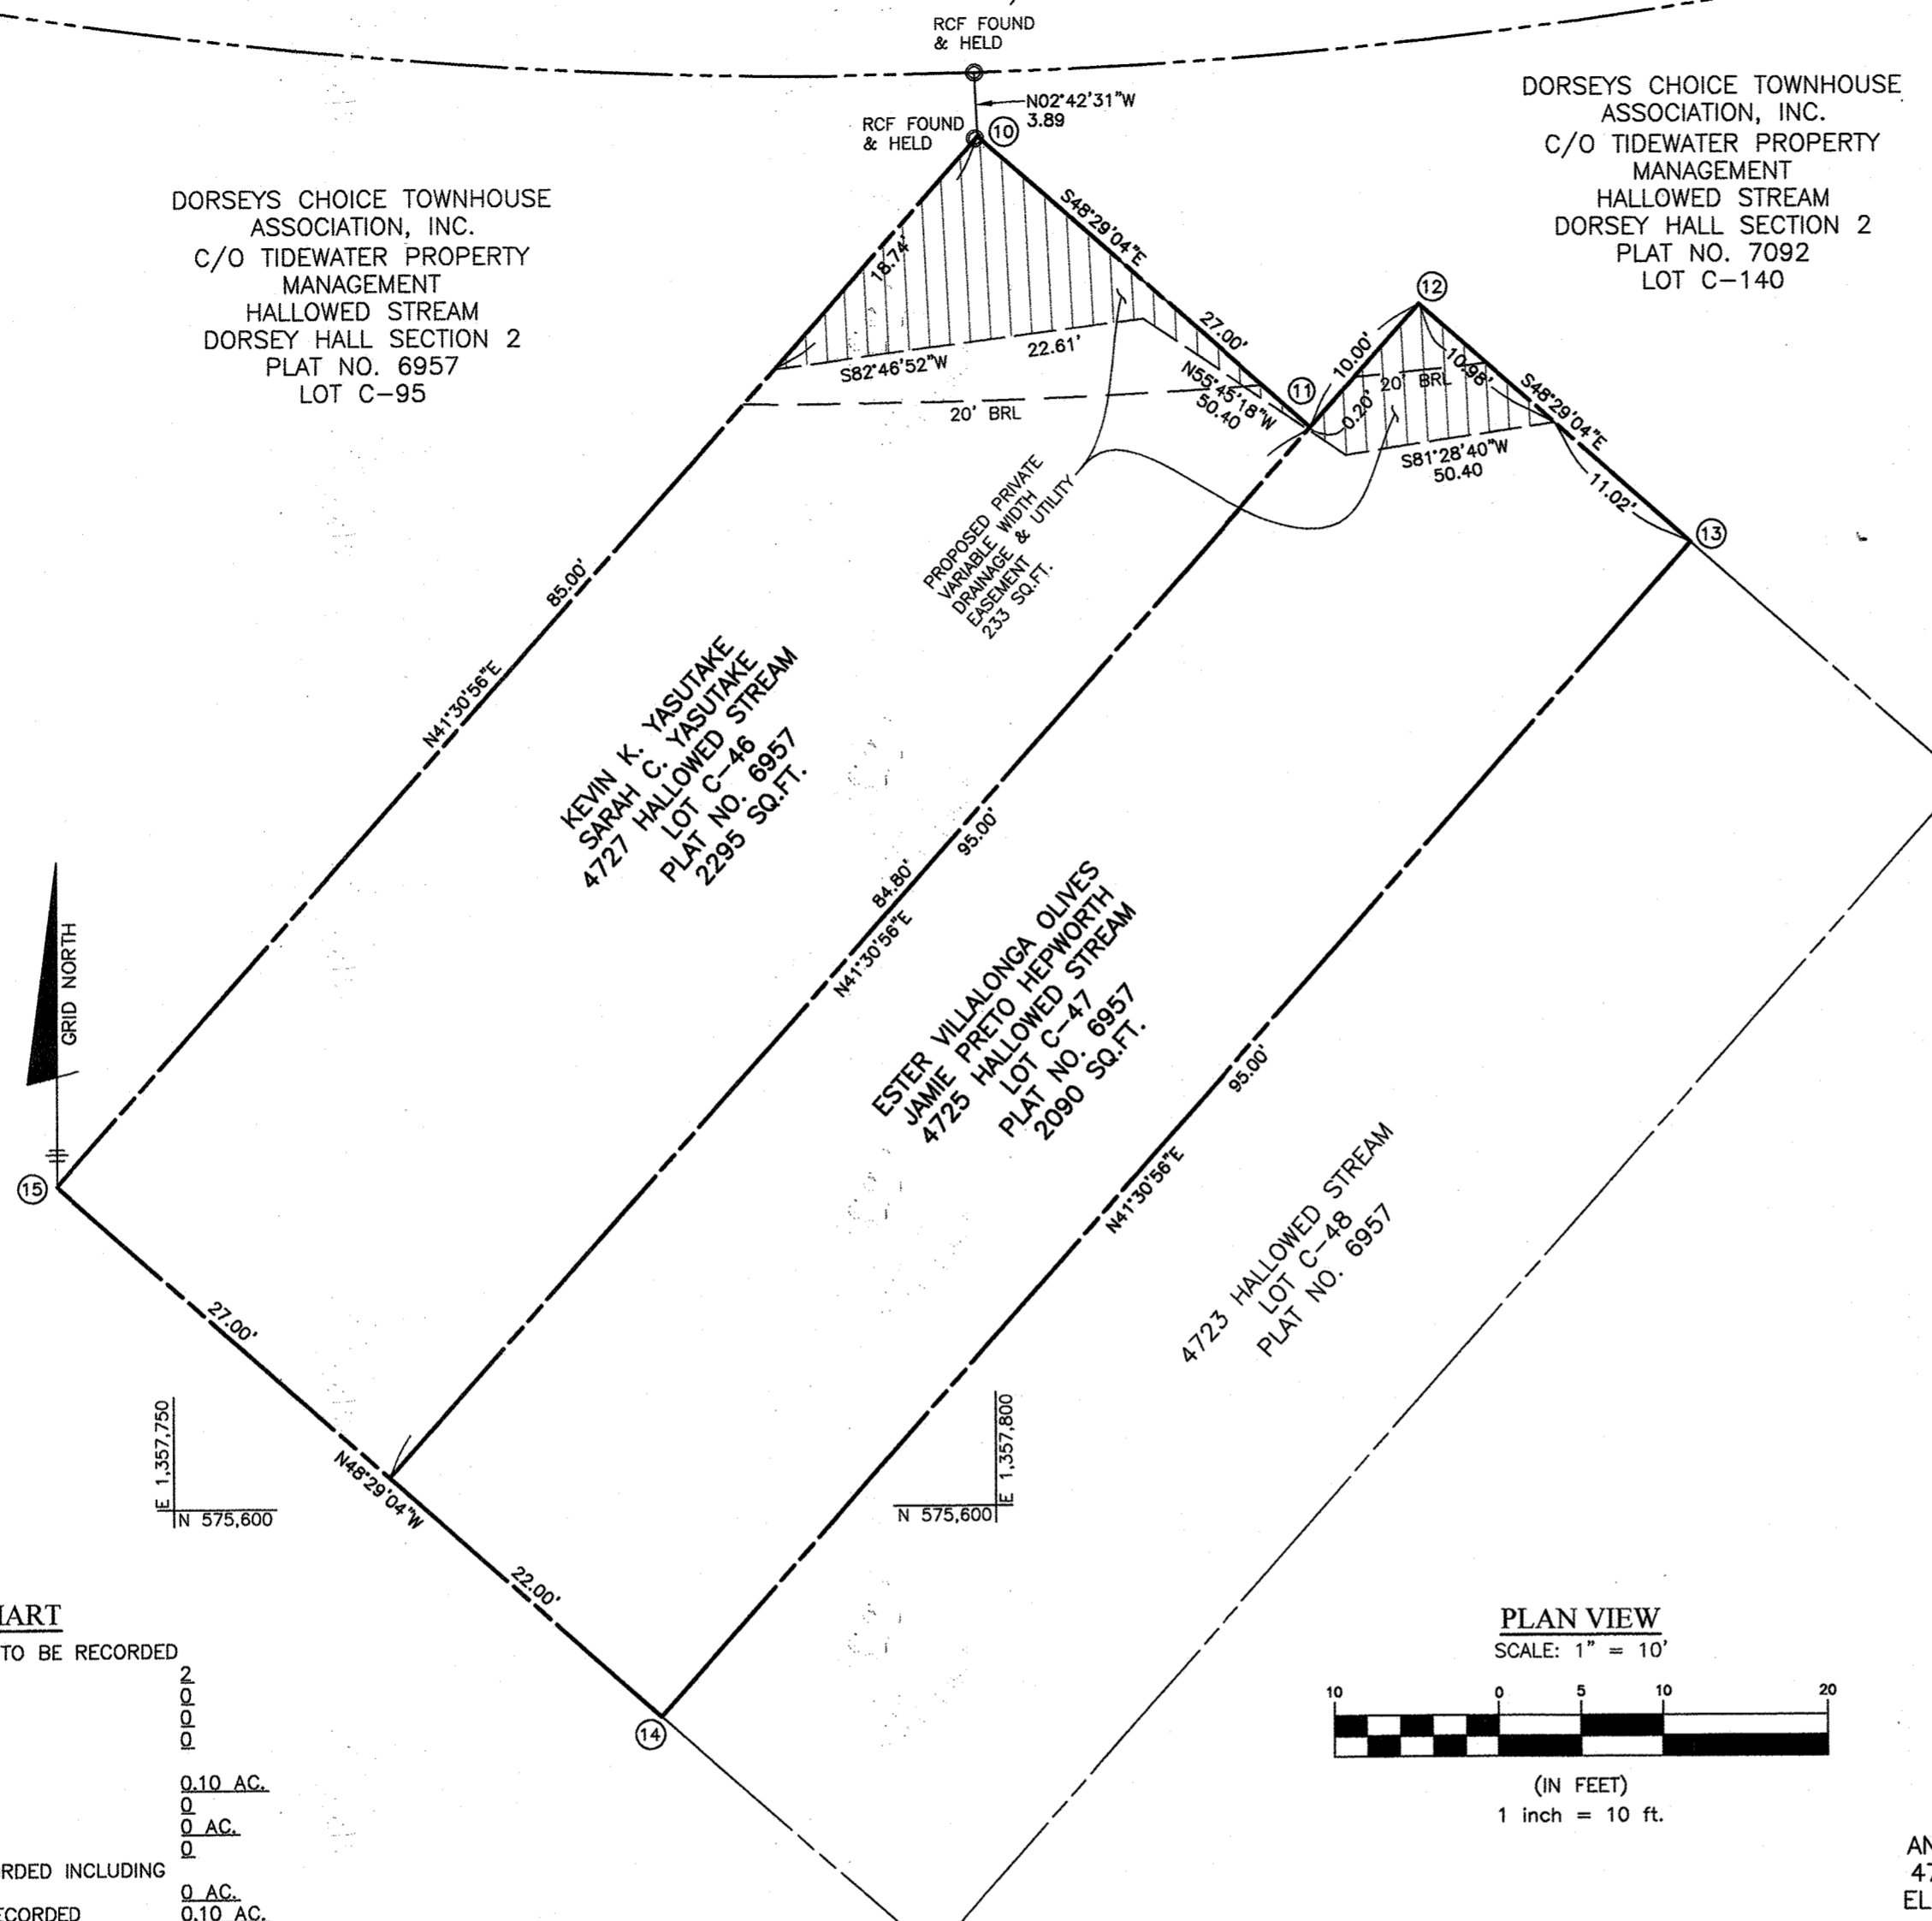 RCF FOUND
& HELD
N02°42'31"W
3.89
RCF FOUND
& HELD
10
DORSEYS CHOICE TOWNHOUSE
ASSOCIATION, INC.
C/O TIDEWATER PROPERTY
MANAGEMENT
HALLOWED STREAM
DORSEY HALL SECTION 2
PLAT NO. 7092
LOT C-140
DORSEYS CHOICE TOWNHOUSE
ASSOCIATION, INC.
C/O TIDEWATER PROPERTY
MANAGEMENT
HALLOWED STREAM
DORSEY HALL SECTION 2
PLAT NO. 6957
LOT C-95
18.74'
S48°29'04"E
27.00'
S82°46'52"W
22.61'
N55°45'18"W
50.40
20' BRL
11
12
10.00'
10.98'
20' BRL
0.20'
S48°29'04"E
S81°28'40"W
50.40
11.02'
13
PROPOSED PRIVATE
VARIABLE WIDTH
DRAINAGE & UTILITY
EASEMENT
233 SQ.FT.
85.00'
N41°30'56"E
KEVIN K. YASUTAKE
SARAH C. YASUTAKE
4727 HALLOWED STREAM
LOT C-46
PLAT NO. 6957
2295 SQ.FT.
95.00'
84.80'
N41°30'56"E
ESTER VILLALONGA OLIVES
JAMIE PRETO HEPWORTH
4725 HALLOWED STREAM
LOT C-47
PLAT NO. 6957
2090 SQ.FT.
95.00'
N41°30'56"E
4723 HALLOWED STREAM
LOT C-48
PLAT NO. 6957
GRID NORTH
15
27.00'
N48°29'04"W
22.00'
14
E 1,357,750
N 575,600
E 1,357,800
N 575,600
HART
TO BE RECORDED
2
0
0
0
0.10 AC.
0
0 AC.
0
RDED INCLUDING
0 AC.
ECORDED 0.10 AC.
PLAN VIEW
SCALE: 1" = 10'
10 0 5 10 20
(IN FEET)
1 inch = 10 ft.
AN
47
EL